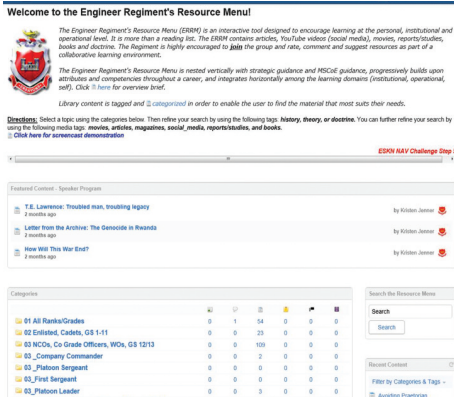 Welcome to the Engineer Regiment's Resource Menu!
The Engineer Regiment's Resource Menu (ERRM) is an interactive tool designed to encourage learning at the personal, institutional and
operational level. It is more than a reading list. The ERRM contains articles, YouTube videos (social media), movies, reports/studies,
books and doctrine. The Regiment is highly encouraged to join the group and rate, comment and suggest resources as part of a
collaborative learning environment.
The Engineer Regiment's Resource Menu is nested vertically with strategic guidance and MSCoE guidance, progressively builds upon
attributes and competencies throughout a career, and integrates horizontally among the learning domains (institutional, operational,
self). Click here for overview brief.
Library content is tagged and categorized in order to enable the user to find the material that most suits their needs.
Directions: Select a topic using the categories below. Then refine your search by using the following tags: history, theory, or doctrine. You can further refine your search by
using the following media tags: movies, articles, magazines, social_media, reports/studies, and books.
Click here for screencast demonstration
ESKN NAV Challenge Step
Featured Content - Speaker Program
T.E. Lawrence: Troubled man, troubling legacy
2 months ago
by Kristen Jenner
Letter from the Archive: The Genocide in Rwanda
2 months ago
by Kristen Jenner
How Will This War End?
2 months ago
by Kristen Jenner
Categories
01 All Ranks/Grades 0 1 54 0 0 0
02 Enlisted, Cadets, GS 1-11 0 0 23 0 0 0
03 NCOs, Co Grade Officers, WOs, GS 12/13 0 0 109 0 0 0
03 _Company Commander 0 0 2 0 0 0
03_Platoon Sergeant 0 0 0 0 0 0
03_First Sergeant 0 0 0 0 0 0
03_Platoon Leader 0 0 3 0 0 0
Search the Resource Menu
Search
Search
Recent Content
Filter by Categories & Tags
Avoiding Praetorian